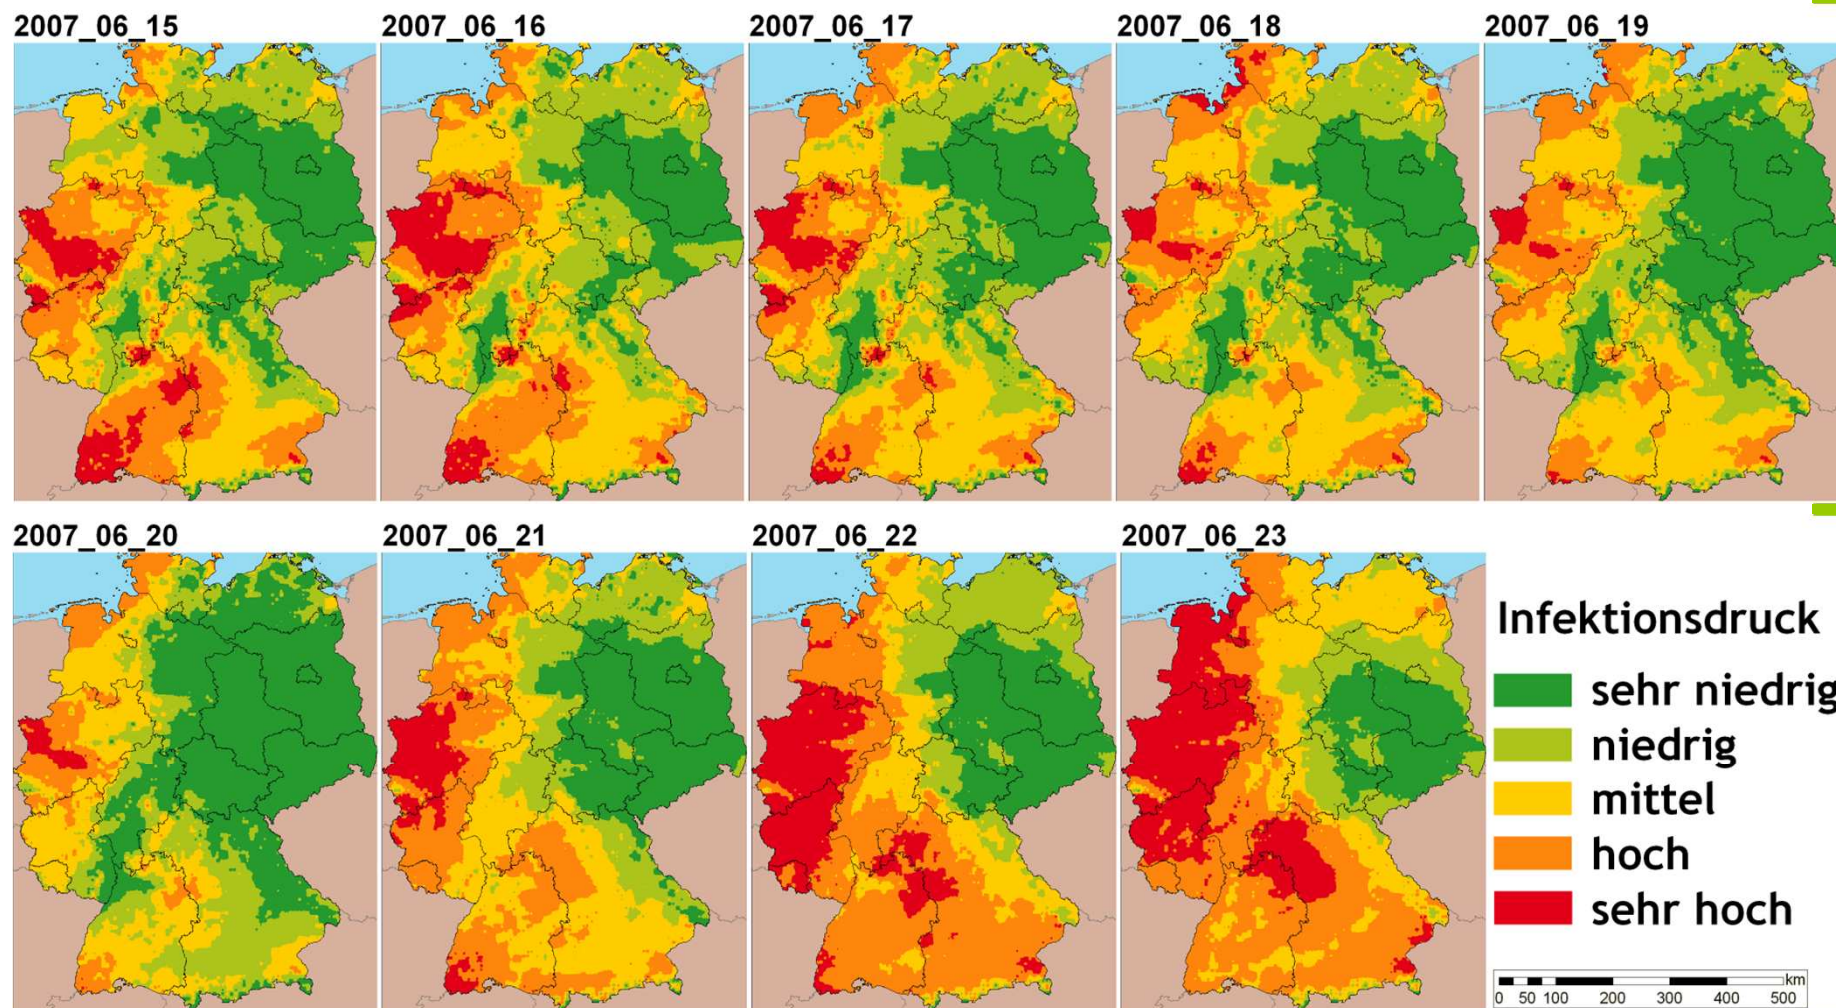 2007_06_15 2007_06_16 2007_06_17 2007_06_18 2007_06_19
2007_06_20 2007_06_21 2007_06_22 2007_06_23
Infektionsdruck
sehr niedrig
niedrig
mittel
hoch
sehr hoch
km
0 50 100 200 300 400 500